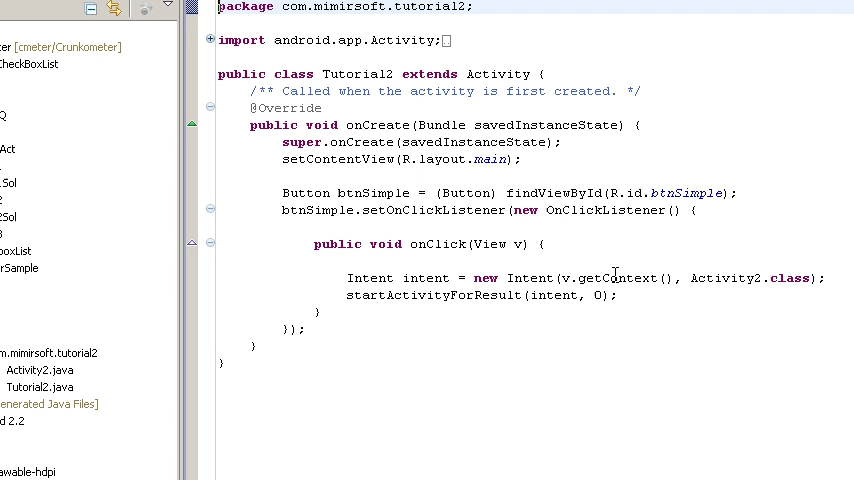 package com.mimirsoft.tutorial2;
import android.app.Activity;
public class Tutorial2 extends Activity {
/** Called when the activity is first created. */
@Override
public void onCreate(Bundle savedInstanceState) {
super.onCreate(savedInstanceState);
setContentView(R.layout.main);
Button btnSimple = (Button) findViewById(R.id.btnSimple);
btnSimple.setOnClickListener(new OnClickListener() {
public void onClick(View v) {
Intent intent = new Intent(v.getContext(), Activity2.class);
startActivityForResult(intent, 0);
}
});
}
}
ter [cmeter/Crunkometer]
CheckBoxList
Q
Act
.Sol
2
2Sol
3
boxList
rSample
m.mimirsoft.tutorial2
Activity2.java
Tutorial2.java
enerated Java Files]
d 2.2
awable-hdpi